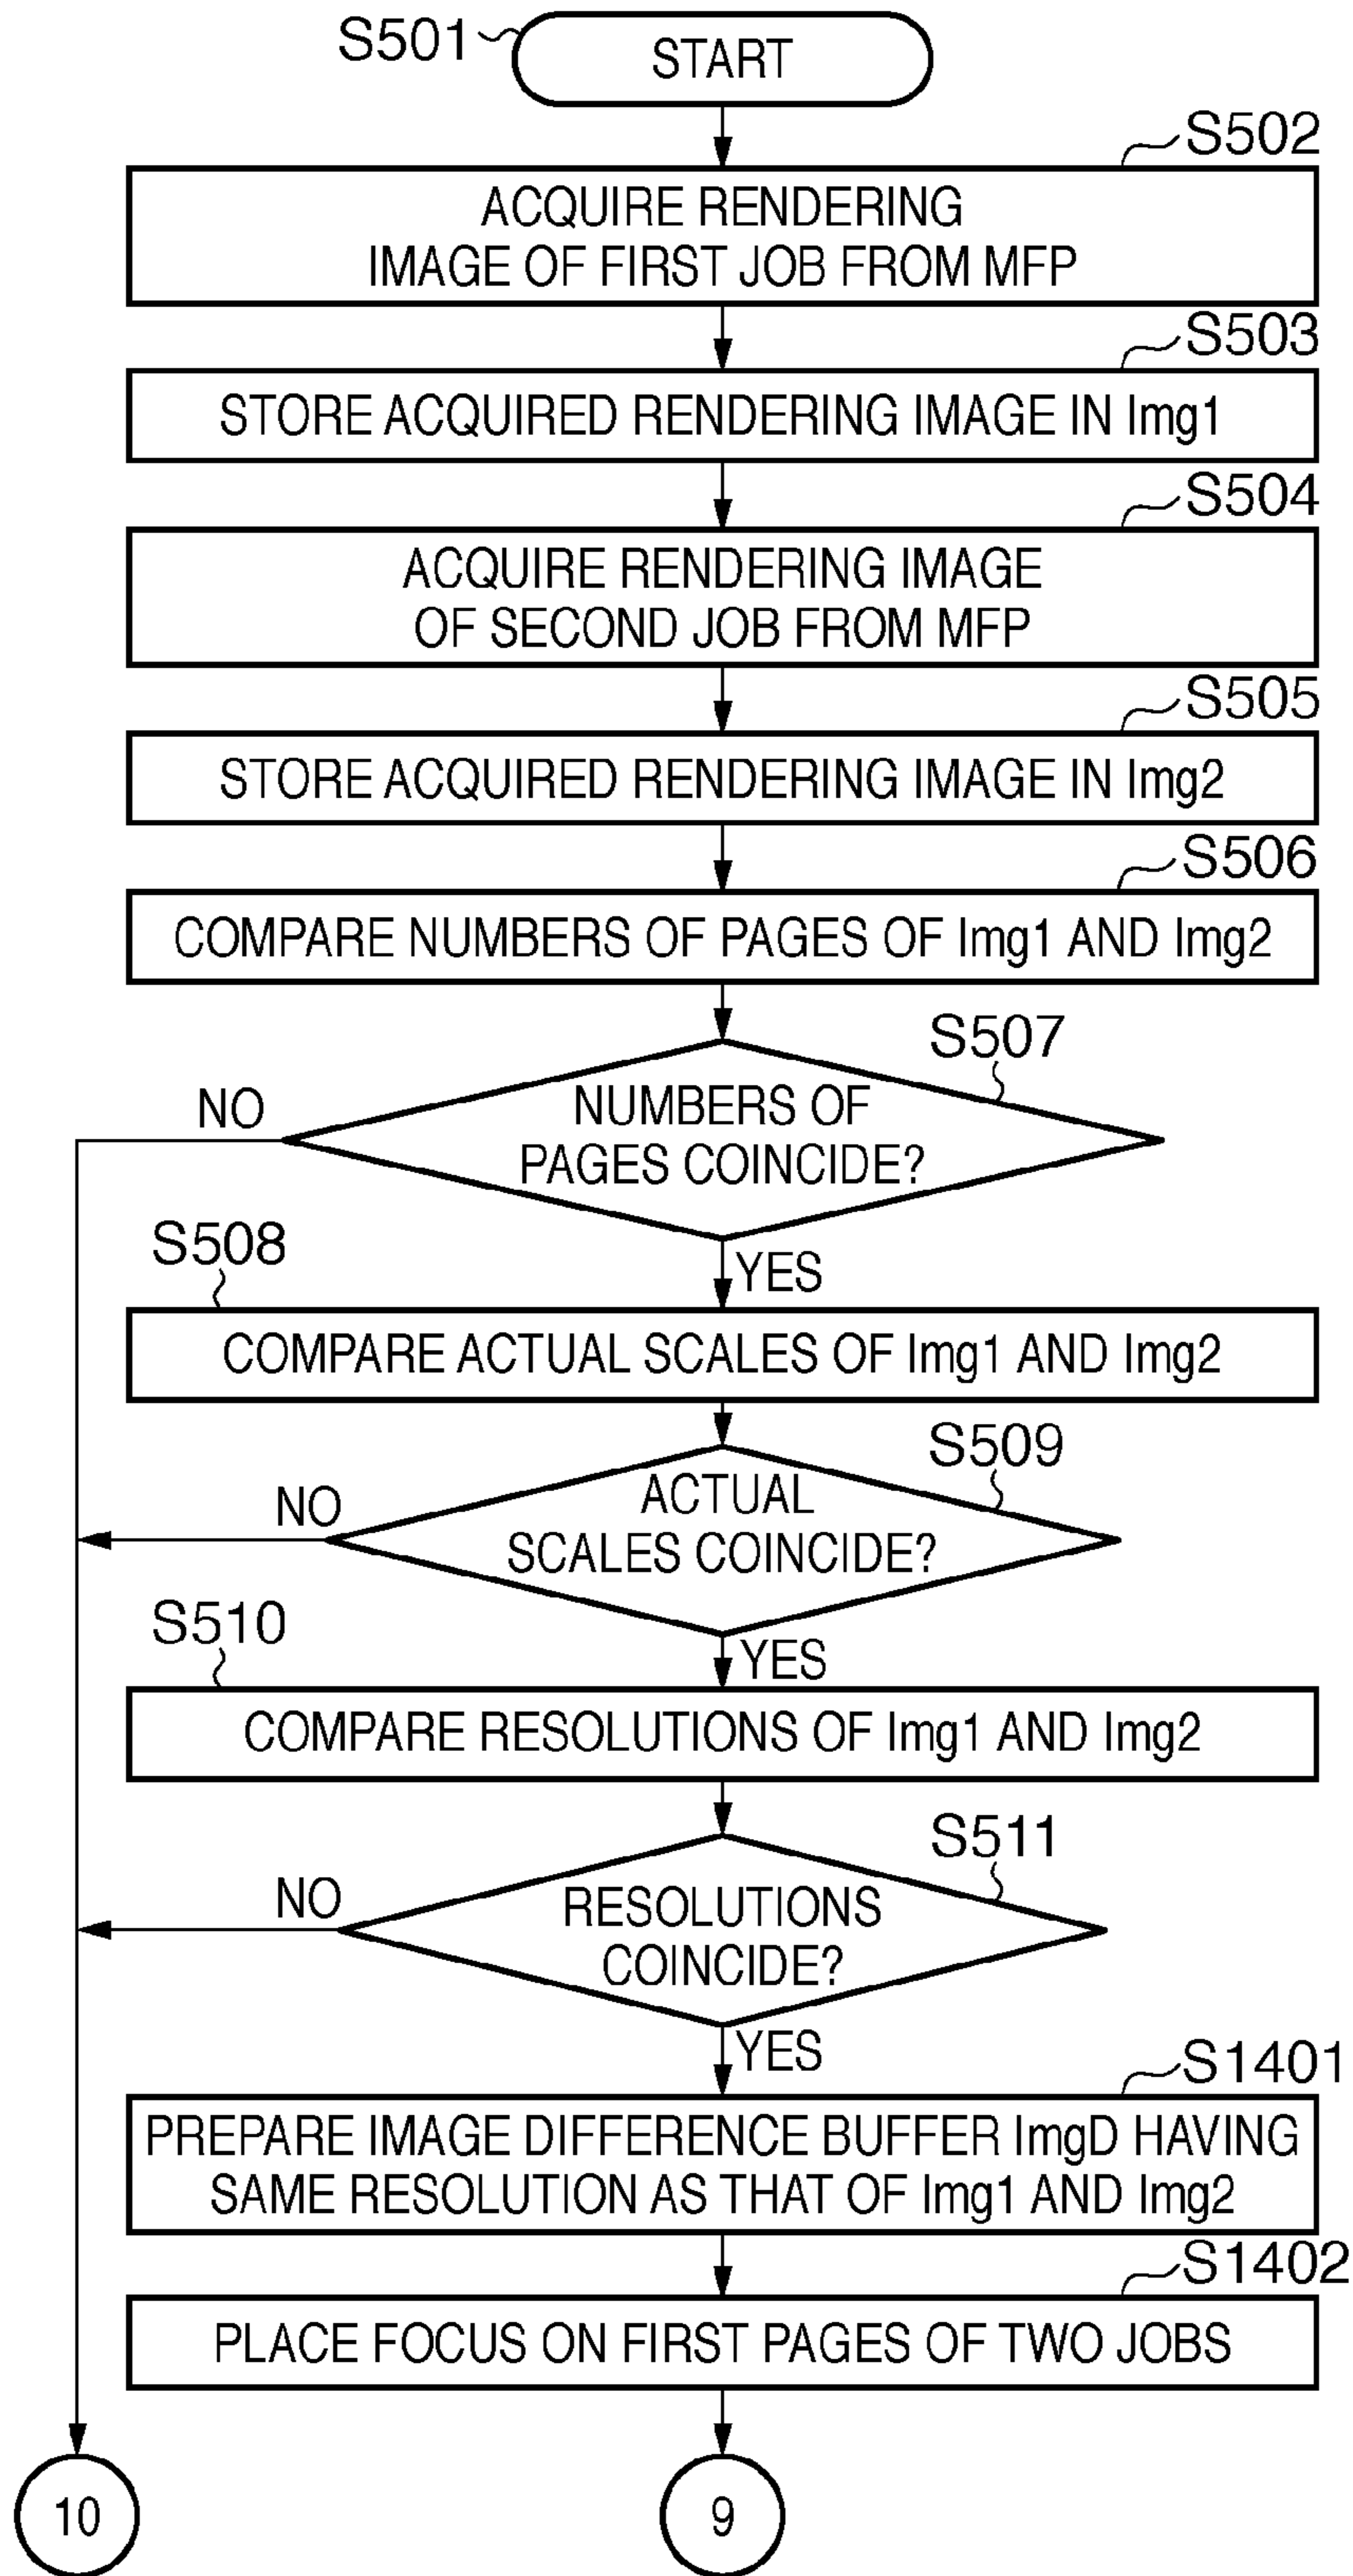 S501
START
S502
ACQUIRE RENDERING
IMAGE OF FIRST JOB FROM MFP
S503
STORE ACQUIRED RENDERING IMAGE IN Img1
S504
ACQUIRE RENDERING IMAGE
OF SECOND JOB FROM MFP
S505
STORE ACQUIRED RENDERING IMAGE IN Img2
S506
COMPARE NUMBERS OF PAGES OF Img1 AND Img2
S507
NO
NUMBERS OF
PAGES COINCIDE?
S508
YES
COMPARE ACTUAL SCALES OF Img1 AND Img2
S509
NO
ACTUAL
SCALES COINCIDE?
S510
YES
COMPARE RESOLUTIONS OF Img1 AND Img2
S511
NO
RESOLUTIONS
COINCIDE?
YES
S1401
PREPARE IMAGE DIFFERENCE BUFFER ImgD HAVING
SAME RESOLUTION AS THAT OF Img1 AND Img2
S1402
PLACE FOCUS ON FIRST PAGES OF TWO JOBS
10
9